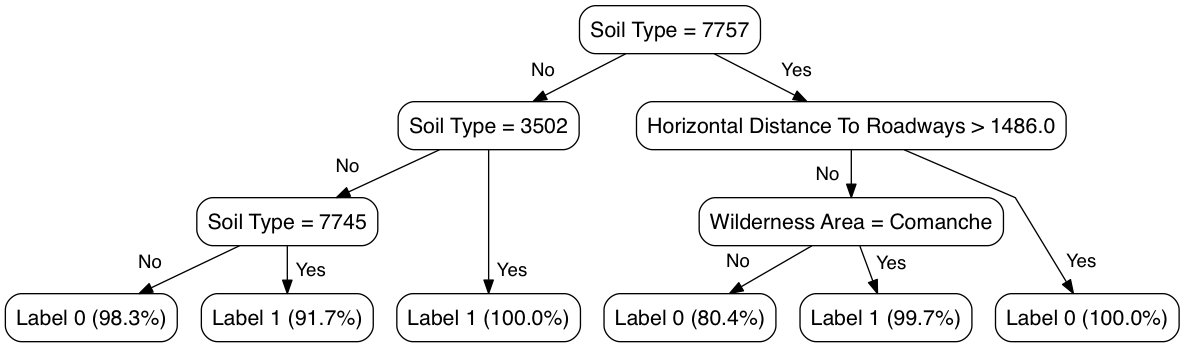 Soil Type = 7757
No
Yes
Soil Type = 3502
Horizontal Distance To Roadways > 1486.0
No
No
Soil Type = 7745
Wilderness Area = Comanche
No
Yes
Yes
No
Yes
Yes
Label 0 (98.3%)
Label 1 (91.7%)
Label 1 (100.0%)
Label 0 (80.4%)
Label 1 (99.7%)
Label 0 (100.0%)